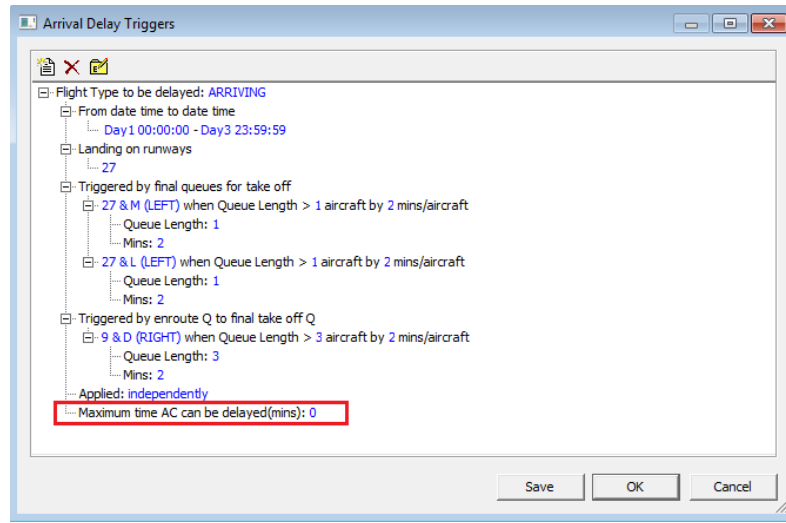 Arrival Delay Triggers
Flight Type to be delayed: ARRIVING
From date time to date time
Day1 00:00:00 - Day3 23:59:59
Landing on runways
27
Triggered by final queues for take off
27 & M (LEFT) when Queue Length > 1 aircraft by 2 mins/aircraft
Queue Length: 1
Mins: 2
27 & L (LEFT) when Queue Length > 1 aircraft by 2 mins/aircraft
Queue Length: 1
Mins: 2
Triggered by enroute Q to final take off Q
9 & D (RIGHT) when Queue Length > 3 aircraft by 2 mins/aircraft
Queue Length: 3
Mins: 2
Applied: independently
Maximum time AC can be delayed(mins): 0
Save OK Cancel